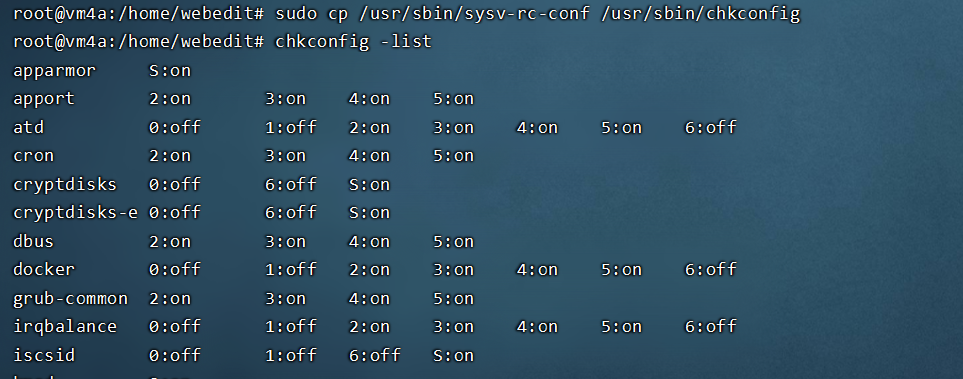 root@vm4a:/home/webedit# sudo cp /usr/sbin/sysv-rc-conf /usr/sbin/chkconfig
root@vm4a:/home/webedit# chkconfig -list
apparmor S:on
apport 2:on 3:on 4:on 5:on
atd 0:off 1:off 2:on 3:on 4:on 5:on 6:off
cron 2:on 3:on 4:on 5:on
cryptdisks 0:off 6:off S:on
cryptdisks-e 0:off 6:off S:on
dbus 2:on 3:on 4:on 5:on
docker 0:off 1:off 2:on 3:on 4:on 5:on 6:off
grub-common 2:on 3:on 4:on 5:on
irqbalance 0:off 1:off 2:on 3:on 4:on 5:on 6:off
iscsid 0:off 1:off 6:off S:on